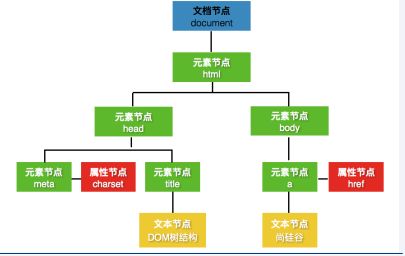 文档节点
document
元素节点
html
元素节点
head
元素节点
body
元素节点
meta
属性节点
charset
元素节点
title
元素节点
a
属性节点
href
文本节点
DOM树结构
文本节点
尚硅谷